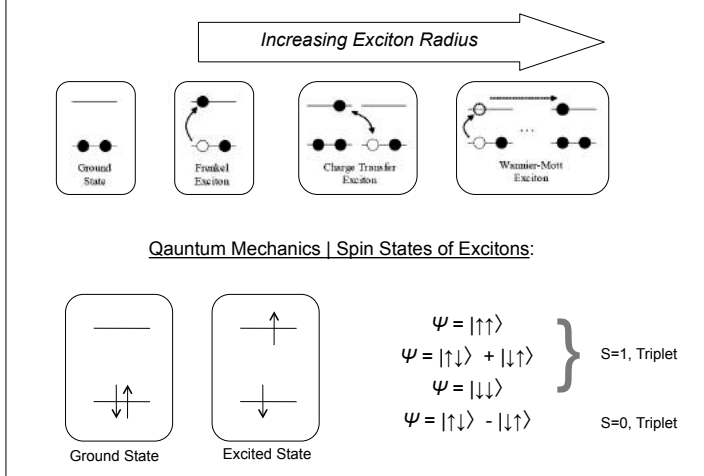 Increasing Exciton Radius
Ground
State
Frenkel
Exciton
Charge Transfer
Exciton
...
Wannier-Mott
Exciton
Qauntum Mechanics | Spin States of Excitons:
Ψ = |↑↑〉
Ψ = |↑↓〉 + |↓↑〉
Ψ = |↓↓〉
Ψ = |↑↓〉 - |↓↑〉
S=1, Triplet
S=0, Triplet
Ground State
Excited State